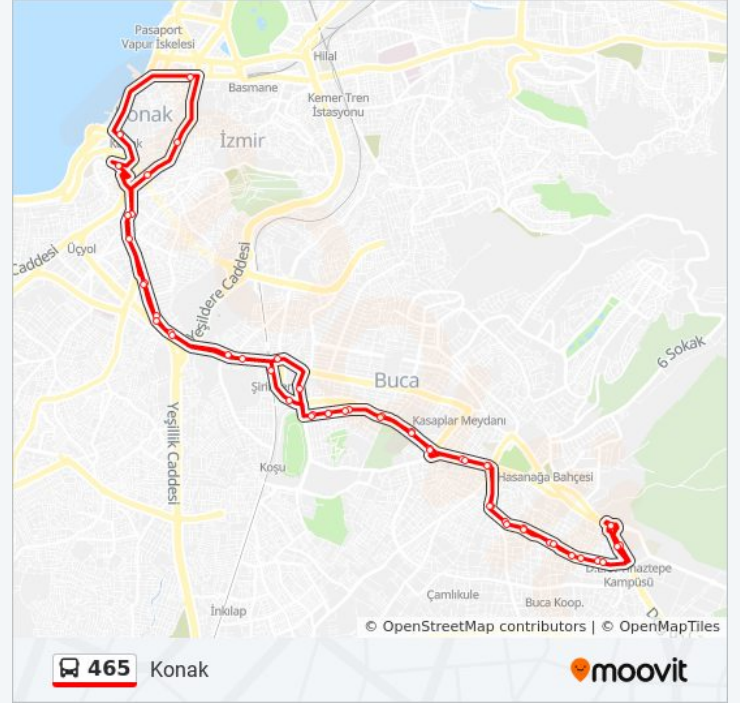 Pasaport
Vapur İskelesi
Hilal
Basmane
Kemer Tren
İstasyonu
Konak
İzmir
Üçyol
Caddesi
Yeşildere Caddesi
6 Sokak
Buca
Kasaplar Meydanı
Yeşillik Caddesi
Koşu
Hasanağa Bahçesi
Kampüsü
Çamlıkule
Buca Koop.
İnkılap
© OpenStreetMap contributors | © OpenMapTiles
465 Konak
moovit